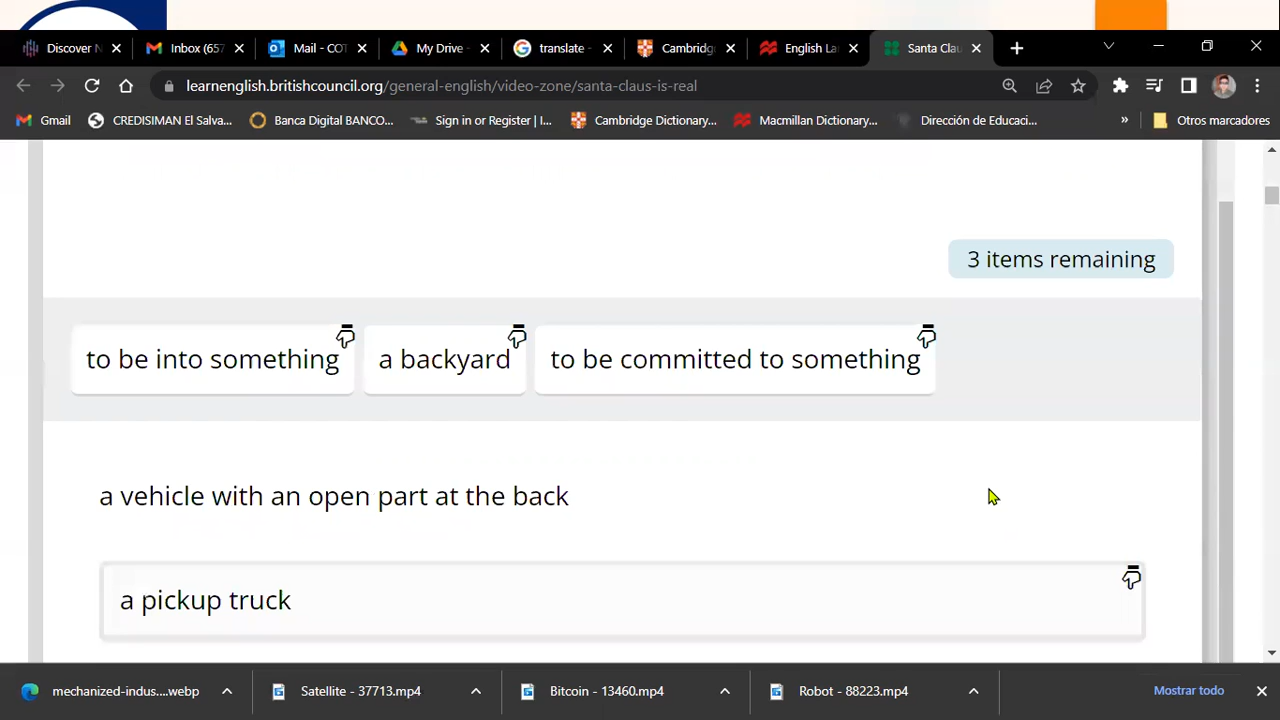 Discover N
Inbox (657
Mail - COT
My Drive -
translate -
Cambridg
English La
Santa Clau
learnenglish.britishcouncil.org/general-english/video-zone/santa-claus-is-real
Gmail
CREDISIMAN El Salva...
Banca Digital BANCO...
Sign in or Register | I...
Cambridge Dictionary...
Macmillan Dictionary...
Dirección de Educaci...
»
Otros marcadores
3 items remaining
to be into something
a backyard
to be committed to something
a vehicle with an open part at the back
a pickup truck
mechanized-indus....webp
Satellite - 37713.mp4
Bitcoin - 13460.mp4
Robot - 88223.mp4
Mostrar todo